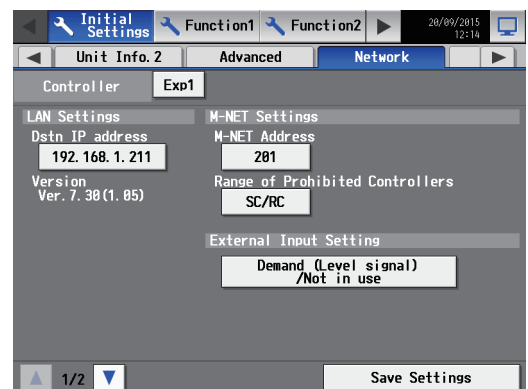 Initial
Settings
Function1
Function2
20/09/2015
12:14
Unit Info. 2
Advanced
Network
Controller
Exp1
LAN Settings
Dstn IP address
192. 168. 1. 211
Version
Ver. 7. 30(1. 05)
M-NET Settings
M-NET Address
201
Range of Prohibited Controllers
SC/RC
External Input Setting
Demand (Level signal)
/Not in use
1/2
Save Settings